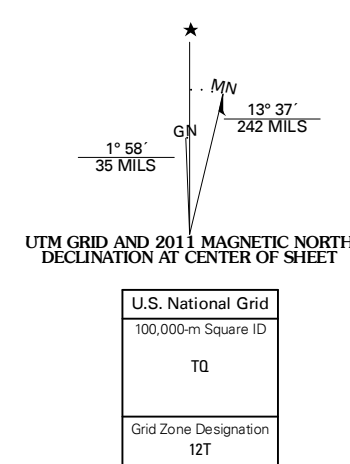 MN
13° 37´
242 MILS
GN
1° 58´
35 MILS
UTM GRID AND 2011 MAGNETIC NORTH
DECLINATION AT CENTER OF SHEET
U.S. National Grid
100,000-m Square ID
TQ
Grid Zone Designation
12T